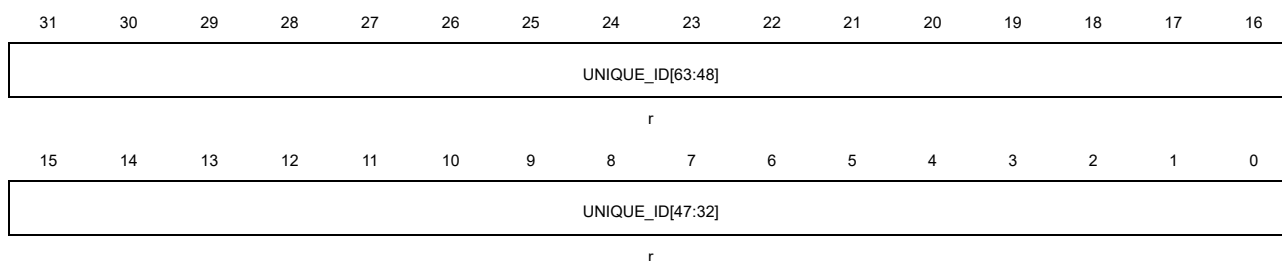 31 30 29 28 27 26 25 24 23 22 21 20 19 18 17 16
UNIQUE_ID[63:48]
r
15 14 13 12 11 10 9 8 7 6 5 4 3 2 1 0
UNIQUE_ID[47:32]
r